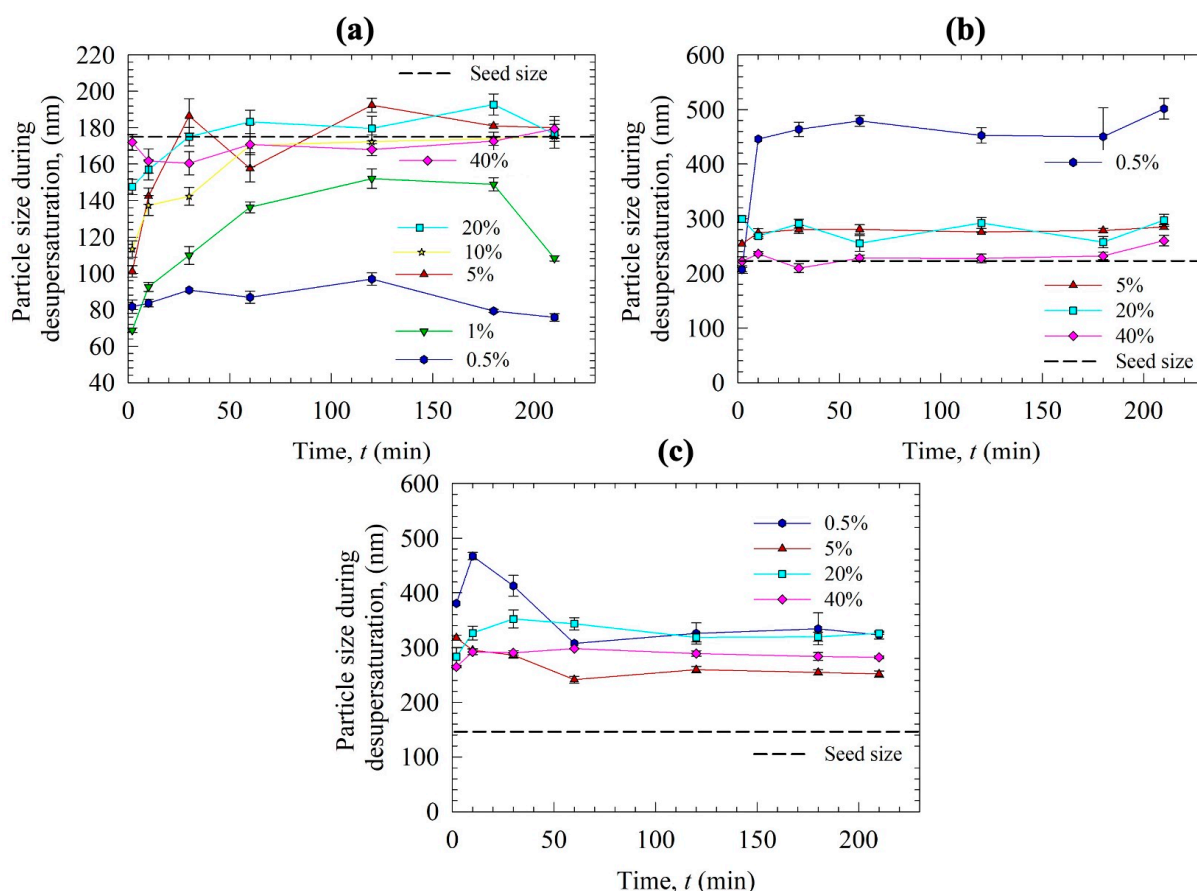 (a)
220
200
180
160
140
120
100
80
60
40
Particle size during
desupersaturation, (nm)
Seed size
40%
20%
10%
5%
1%
0.5%
0 50 100 150 200
Time, t (min)
(b)
600
500
400
300
200
100
0
Particle size during
desupersaturation, (nm)
0.5%
5%
20%
40%
Seed size
0 50 100 150 200
Time, t (min)
(c)
600
500
400
300
200
100
0
Particle size during
desupersaturation, (nm)
0.5%
5%
20%
40%
Seed size
0 50 100 150 200
Time, t (min)